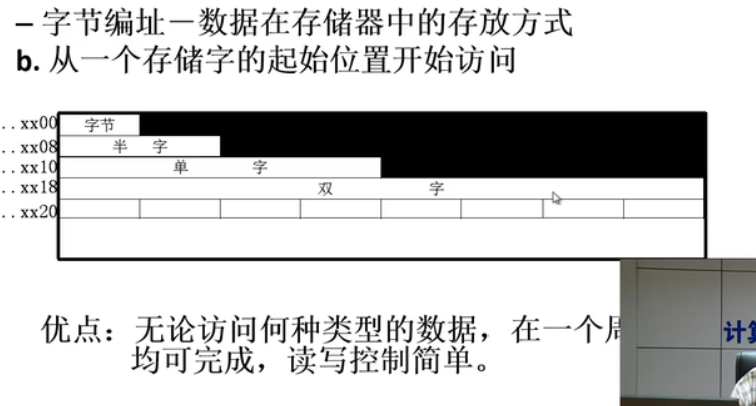 – 字节编址－数据在存储器中的存放方式
b. 从一个存储字的起始位置开始访问
. . xx00 字节
. . xx08 半 字
. . xx10 单 字
. . xx18 双 字
. . xx20
优点：无论访问何种类型的数据，在一个周
均可完成，读写控制简单。
计